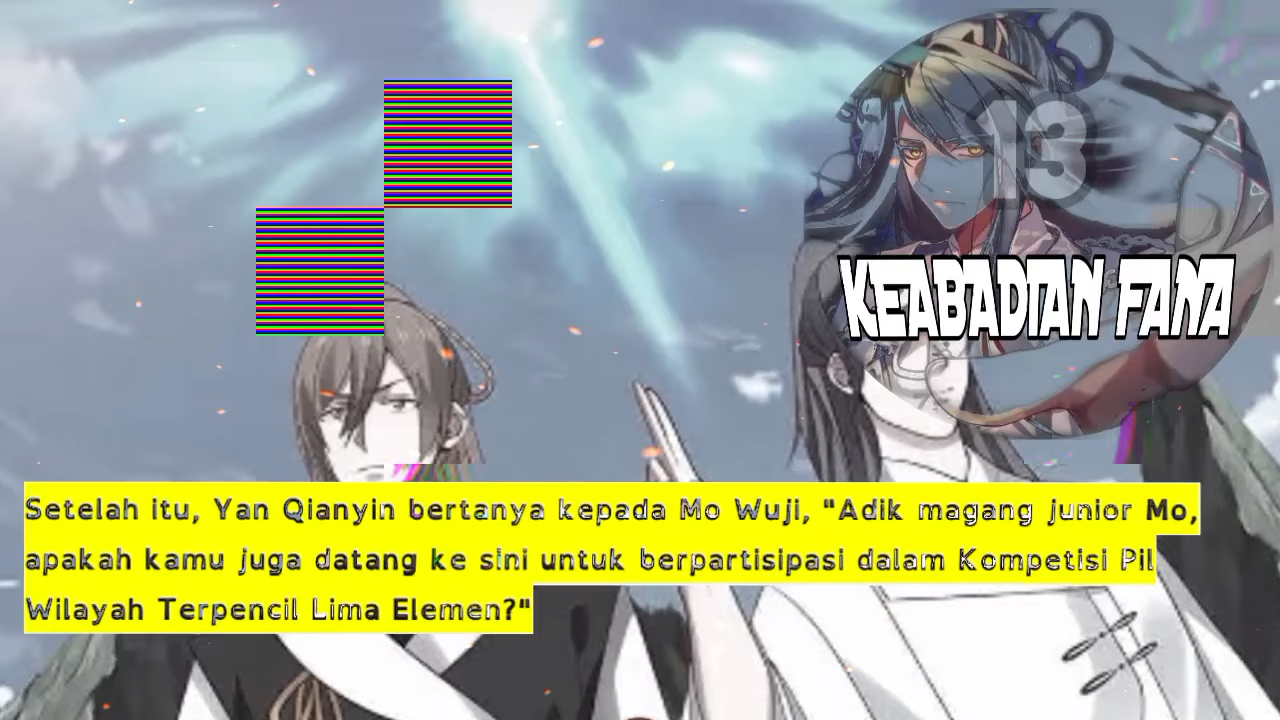 13
KEABADIAN FANA
Setelah itu, Yan Qianyin bertanya kepada Mo Wuji, "Adik magang junior Mo,
apakah kamu juga datang ke sini untuk berpartisipasi dalam Kompetisi Pil
Wilayah Terpencil Lima Elemen?"